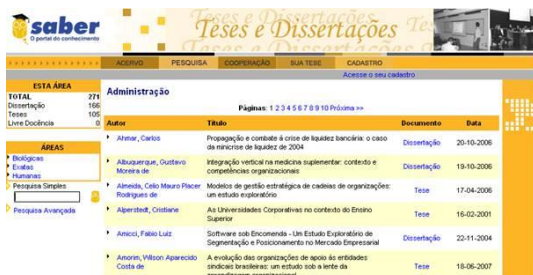 saber
O portal do conhecimento
Teses e Dissertações
ACERVO PESQUISA COOPERAÇÃO SUA TESE CADASTRO
Acesse o seu cadastro
ESTA ÁREA
TOTAL 271
Dissertação 166
Teses 105
Livre Docência 0
ÁREAS
Biológicas
Exatas
Humanas
Pesquisa Simples
Pesquisa Avançada
Administração
Páginas: 1 2 3 4 5 6 7 8 9 10 Próxima >>
Autor Título Documento Data
Ahmar, Carlos Propagação e combate à crise de liquidez bancária: o caso da minicrise de liquidez de 2004 Dissertação 20-10-2006
Albuquerque, Gustavo Moreira de Integração vertical na medicina suplementar: contexto e competências organizacionais Dissertação 19-10-2006
Almeida, Celio Mauro Placer Rodrigues de Modelos de gestão estratégica de cadeias de organizações: um estudo exploratório Tese 17-04-2006
Alperstedt, Cristiane As Universidades Corporativas no contexto do Ensino Superior Tese 16-02-2001
Amicci, Fabio Luiz Software sob Encomenda - Um Estudo Exploratório de Segmentação e Posicionamento no Mercado Empresarial Dissertação 22-11-2004
Amorim, Wilson Aparecido Costa de A evolução das organizações de apoio às entidades sindicais brasileiras: um estudo sob a lente da aprendizagem organizacional Tese 18-06-2007